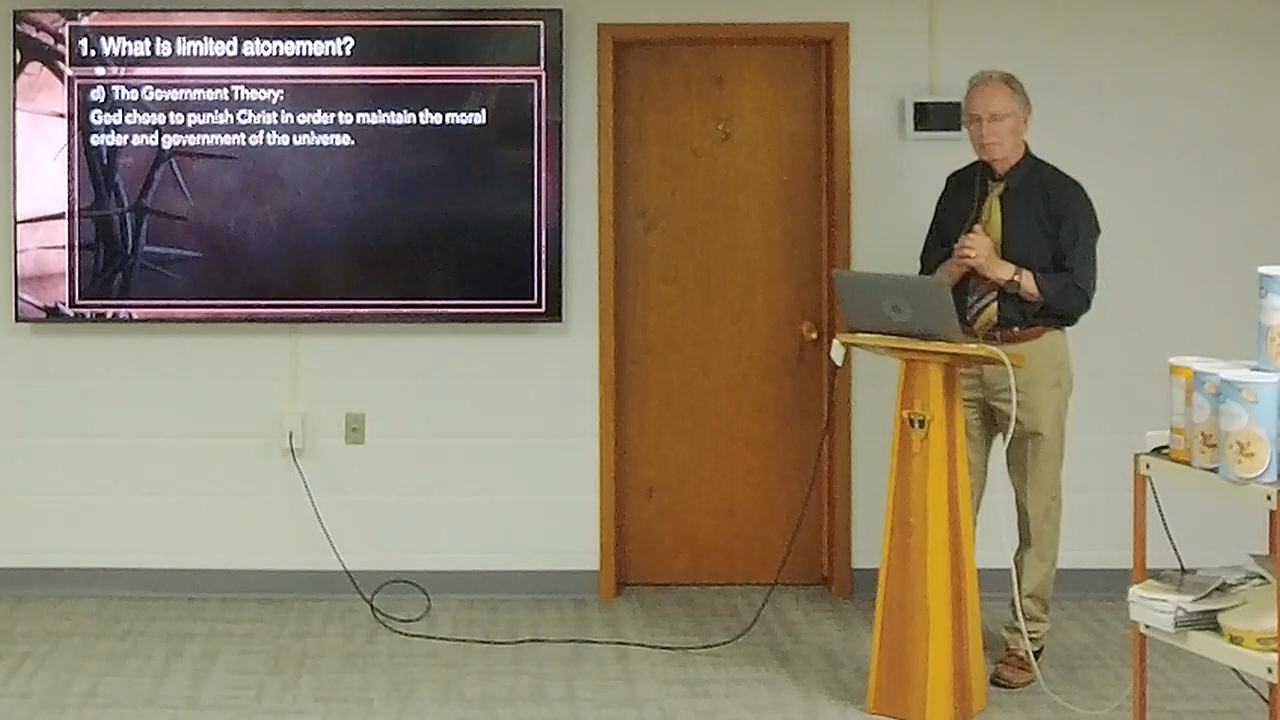 1. What is limited atonement?
d) The Government Theory:
God chose to punish Christ in order to maintain the moral
order and government of the universe.